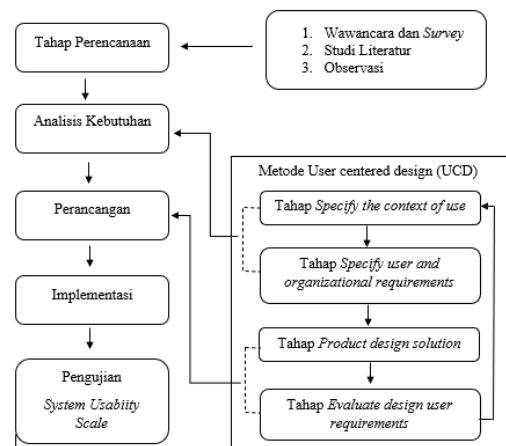 Tahap Perencanaan
1. Wawancara dan Survey
2. Studi Literatur
3. Observasi
Analisis Kebutuhan
Perancangan
Implementasi
Pengujian
System Usabiity
Scale
Metode User centered design (UCD)
Tahap Specify the context of use
Tahap Specify user and
organizational requirements
Tahap Product design solution
Tahap Evaluate design user
requirements